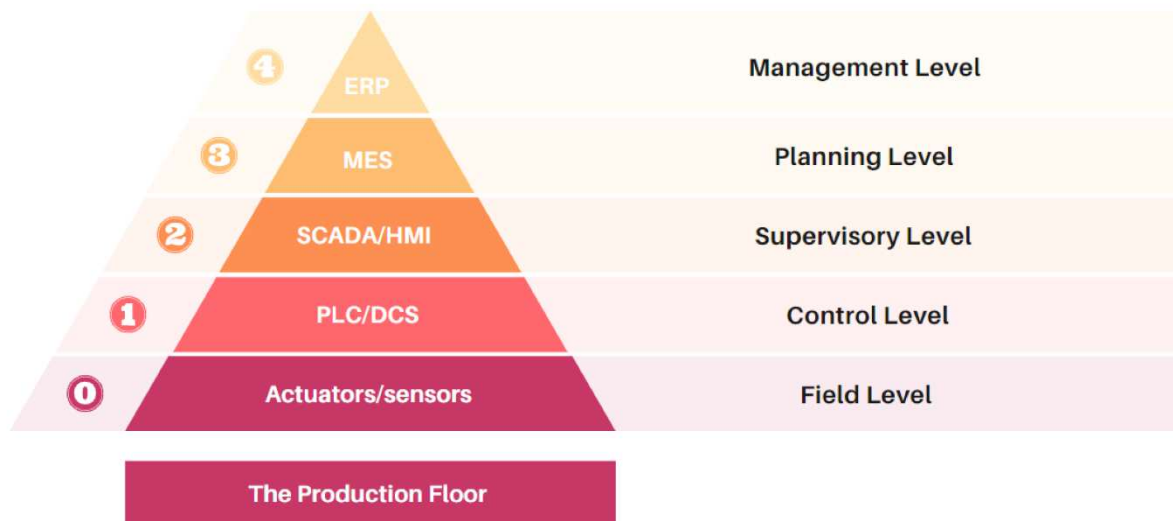 4
ERP
Management Level
3
MES
Planning Level
2
SCADA/HMI
Supervisory Level
1
PLC/DCS
Control Level
0
Actuators/sensors
Field Level
The Production Floor